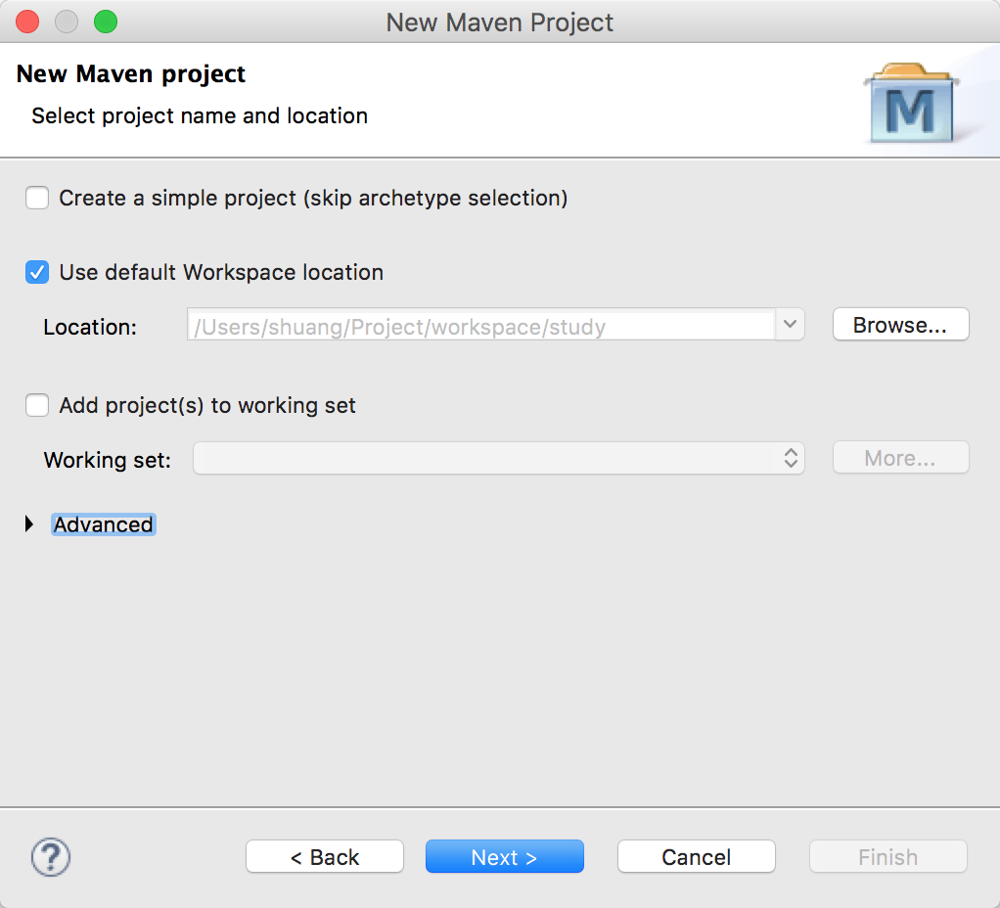 New Maven Project
New Maven project
Select project name and location
M
Create a simple project (skip archetype selection)
Use default Workspace location
Location: /Users/shuang/Project/workspace/study Browse...
Add project(s) to working set
Working set: More...
Advanced
? < Back Next > Cancel Finish